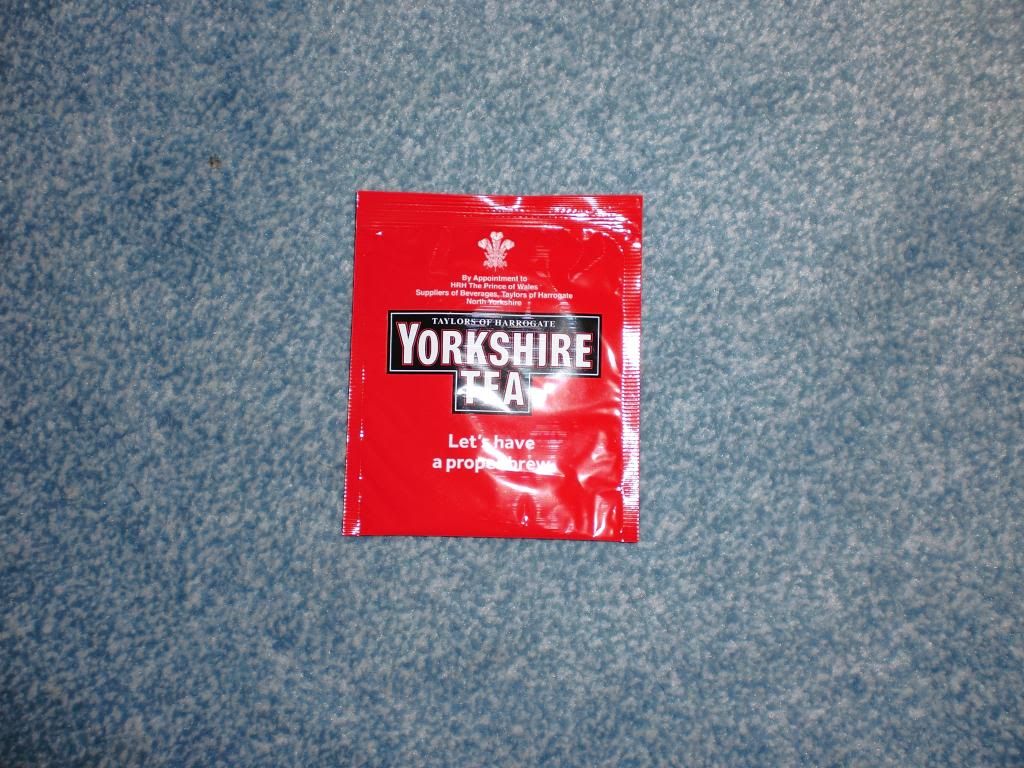 By Appointment to
HRH The Prince of Wales
Suppliers of Beverages, Taylors of Harrogate
North Yorkshire
TAYLORS OF HARROGATE
YORKSHIRE
TEA
Let's have
a proper brew